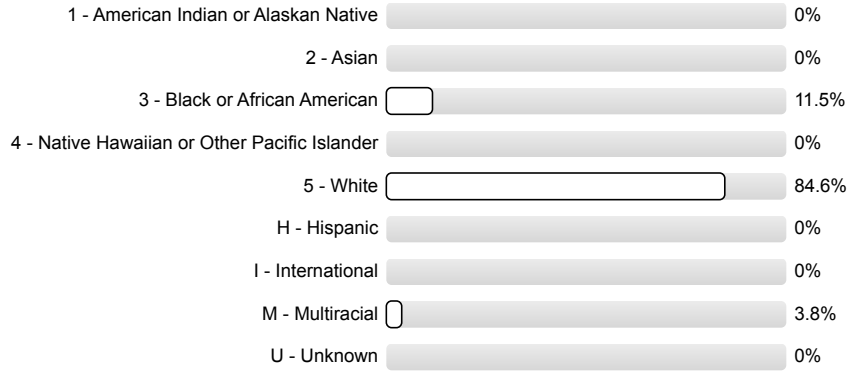 1 - American Indian or Alaskan Native 0%
2 - Asian 0%
3 - Black or African American 11.5%
4 - Native Hawaiian or Other Pacific Islander 0%
5 - White 84.6%
H - Hispanic 0%
I - International 0%
M - Multiracial 3.8%
U - Unknown 0%